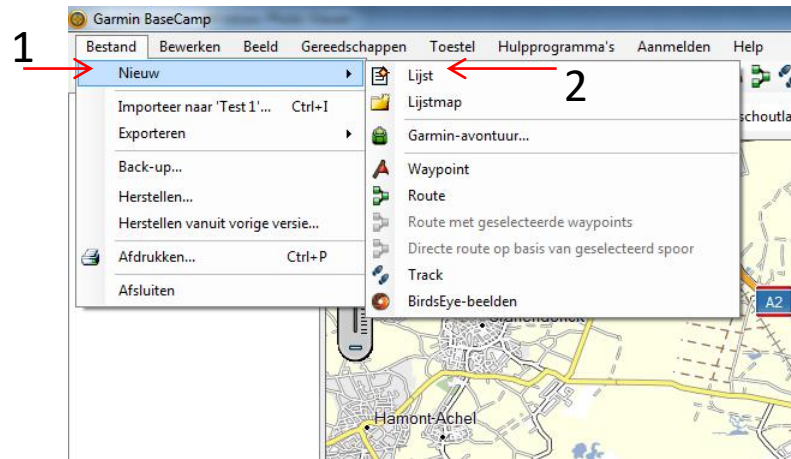 Garmin BaseCamp
1
Bestand Bewerken Beeld Gereedschappen Toestel Hulpprogramma's Aanmelden Help
Nieuw
Importeer naar 'Test 1'... Ctrl+I
Exporteren
Back-up...
Herstellen...
Herstellen vanuit vorige versie...
Afdrukken... Ctrl+P
Afsluiten
Lijst
2
Lijstmap
Garmin-avontuur...
Waypoint
Route
Route met geselecteerde waypoints
Directe route op basis van geselecteerd spoor
Track
BirdsEye-beelden
schoutla
A2
Hamont-Achel